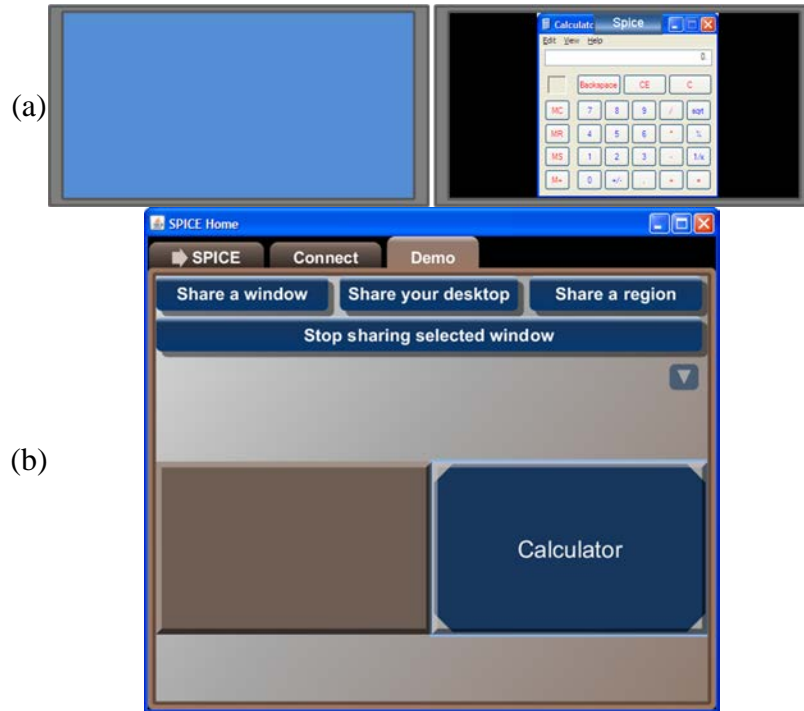 (a)
Calculato Spice
Edit View Help
0.
Backspace CE C
MC 7 8 9 / sqrt
MR 4 5 6 * %
MS 1 2 3 - 1/x
M+ 0 +/- . + =
SPICE Home
SPICE Connect Demo
Share a window Share your desktop Share a region
Stop sharing selected window
(b)
Calculator